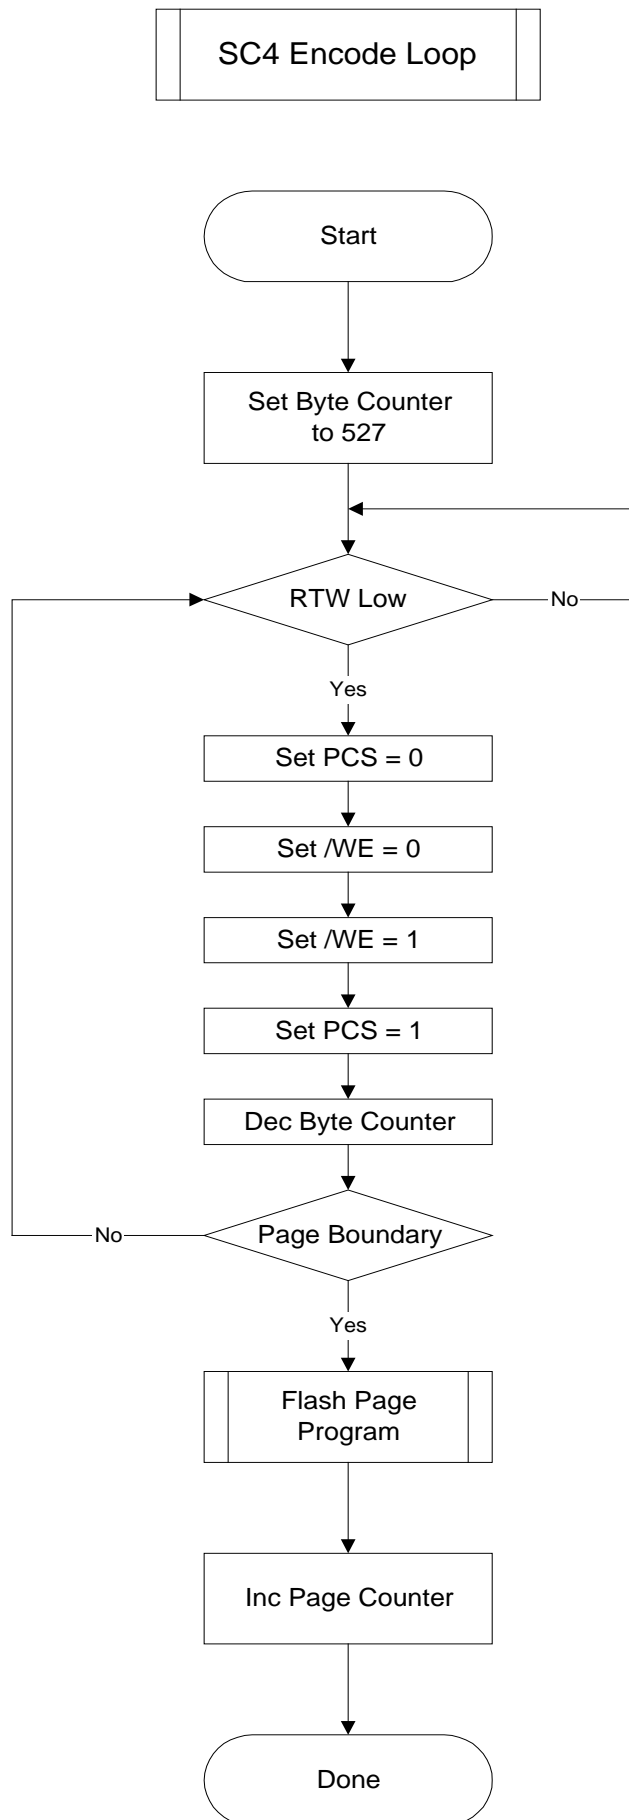 SC4 Encode Loop
Start
Set Byte Counter
to 527
RTW Low
No
Yes
Set PCS = 0
Set /WE = 0
Set /WE = 1
Set PCS = 1
Dec Byte Counter
Page Boundary
No
Yes
Flash Page
Program
Inc Page Counter
Done